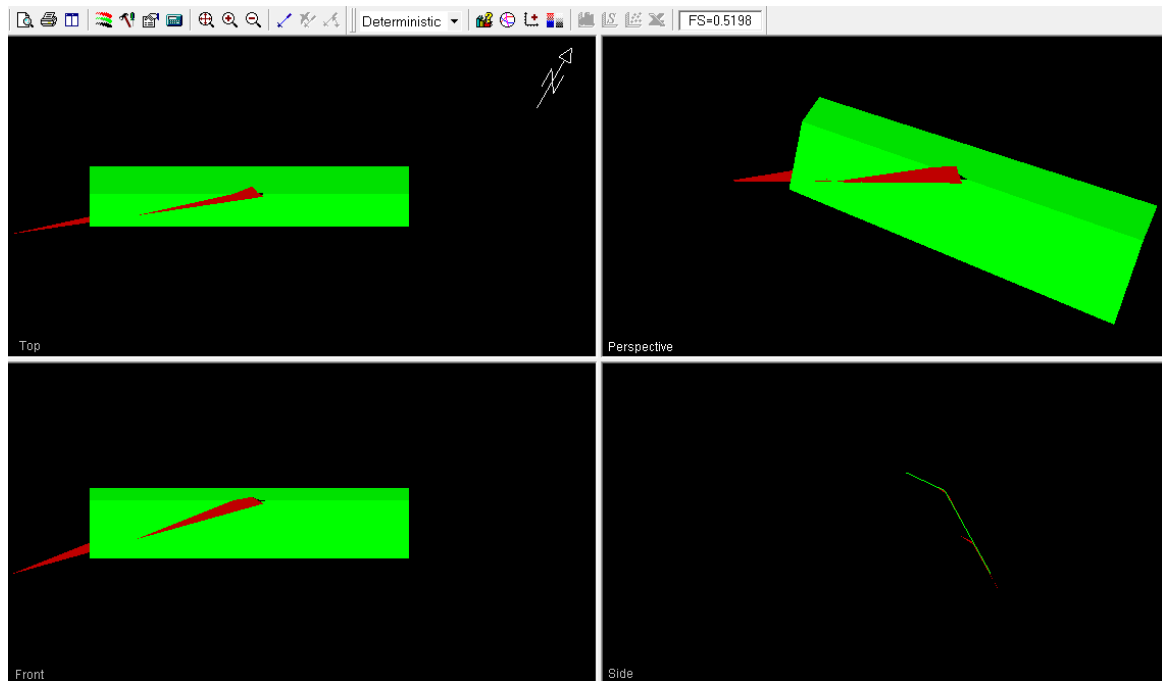 Deterministic FS=0.5198
N
Top
Perspective
Front
Side